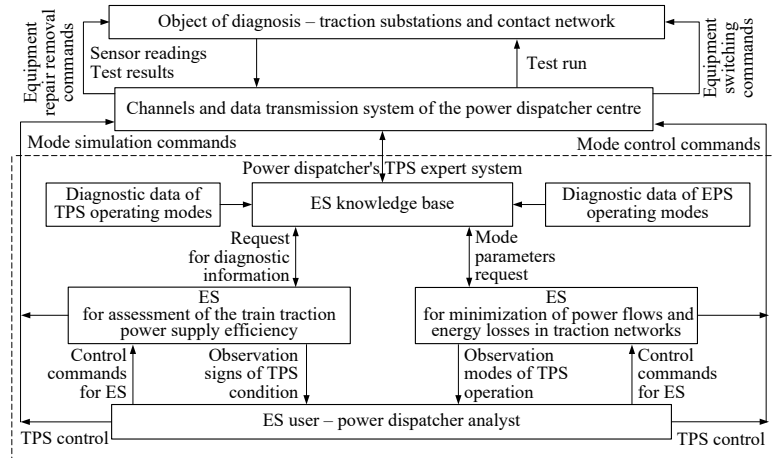 Object of diagnosis – traction substations and contact network
Equipment
repair removal
commands
Sensor readings
Test results
Test run
Equipment
switching
commands
Channels and data transmission system of the power dispatcher centre
Mode simulation commands
Mode control commands
Power dispatcher's TPS expert system
Diagnostic data of
TPS operating modes
ES knowledge base
Diagnostic data of EPS
operating modes
Request
for diagnostic
information
Mode
parameters
request
ES
for assessment of the train traction
power supply efficiency
ES
for minimization of power flows and
energy losses in traction networks
Control
commands
for ES
Observation
signs of TPS
condition
Observation
modes of TPS
operation
Control
commands
for ES
ES user – power dispatcher analyst
TPS control
TPS control